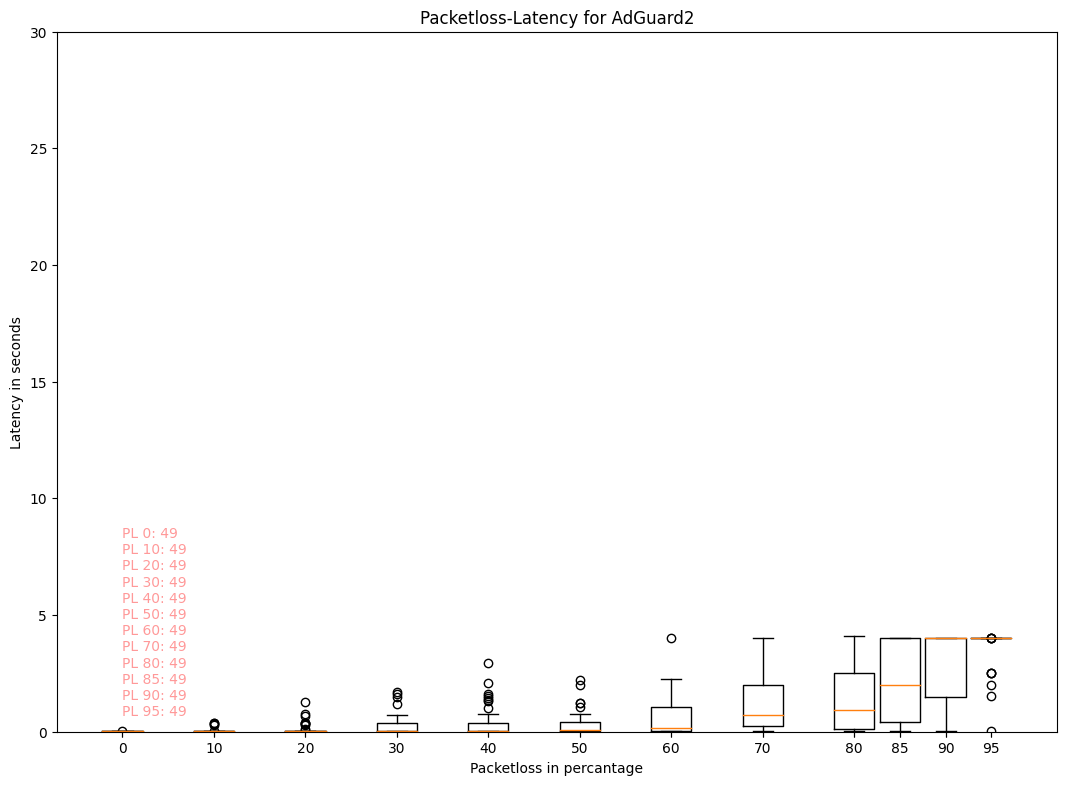 Packetloss-Latency for AdGuard2
30
25
20
15
10
5
0
Latency in seconds
PL 0: 49
PL 10: 49
PL 20: 49
PL 30: 49
PL 40: 49
PL 50: 49
PL 60: 49
PL 70: 49
PL 80: 49
PL 85: 49
PL 90: 49
PL 95: 49
0 10 20 30 40 50 60 70 80 85 90 95
Packetloss in percantage